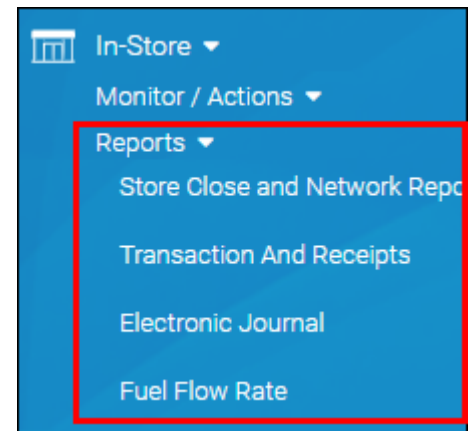 In-Store
Monitor / Actions
Reports
Store Close and Network Repo
Transaction And Receipts
Electronic Journal
Fuel Flow Rate